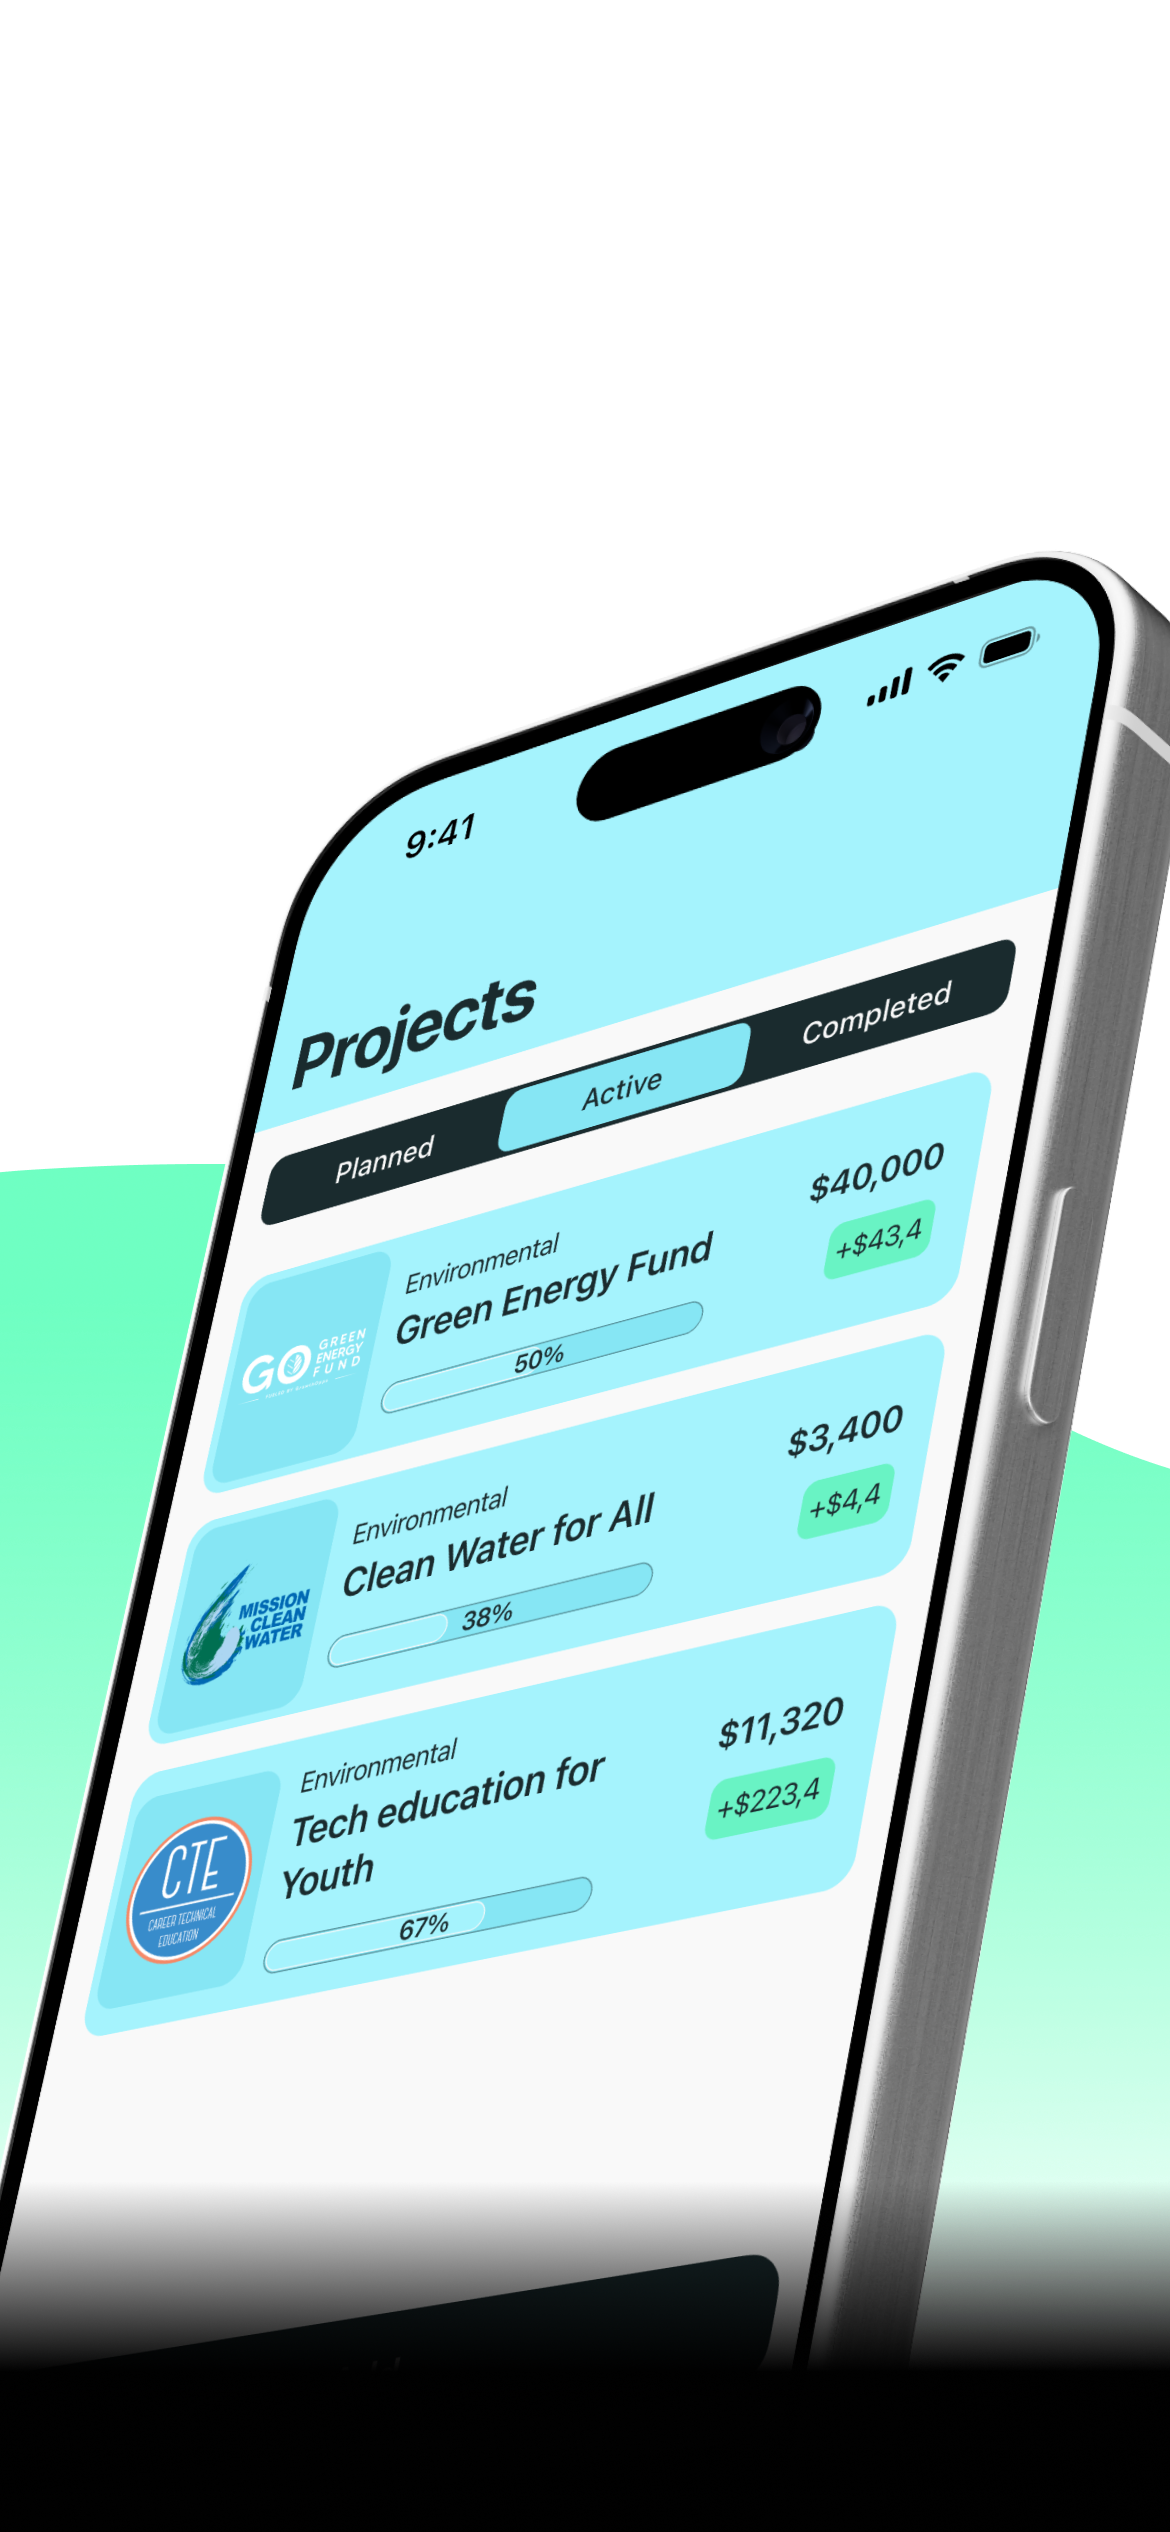 9:41
Projects
Planned
Active
Completed
Environmental
Green Energy Fund
50%
$40,000
+$43,4
GO GREEN
ENERGY
FUND
Environmental
Clean Water for All
38%
$3,400
+$4,4
MISSION
CLEAN
WATER
Environmental
Tech education for
Youth
67%
$11,320
+$223,4
CTE
CAREER TECHNICAL
EDUCATION